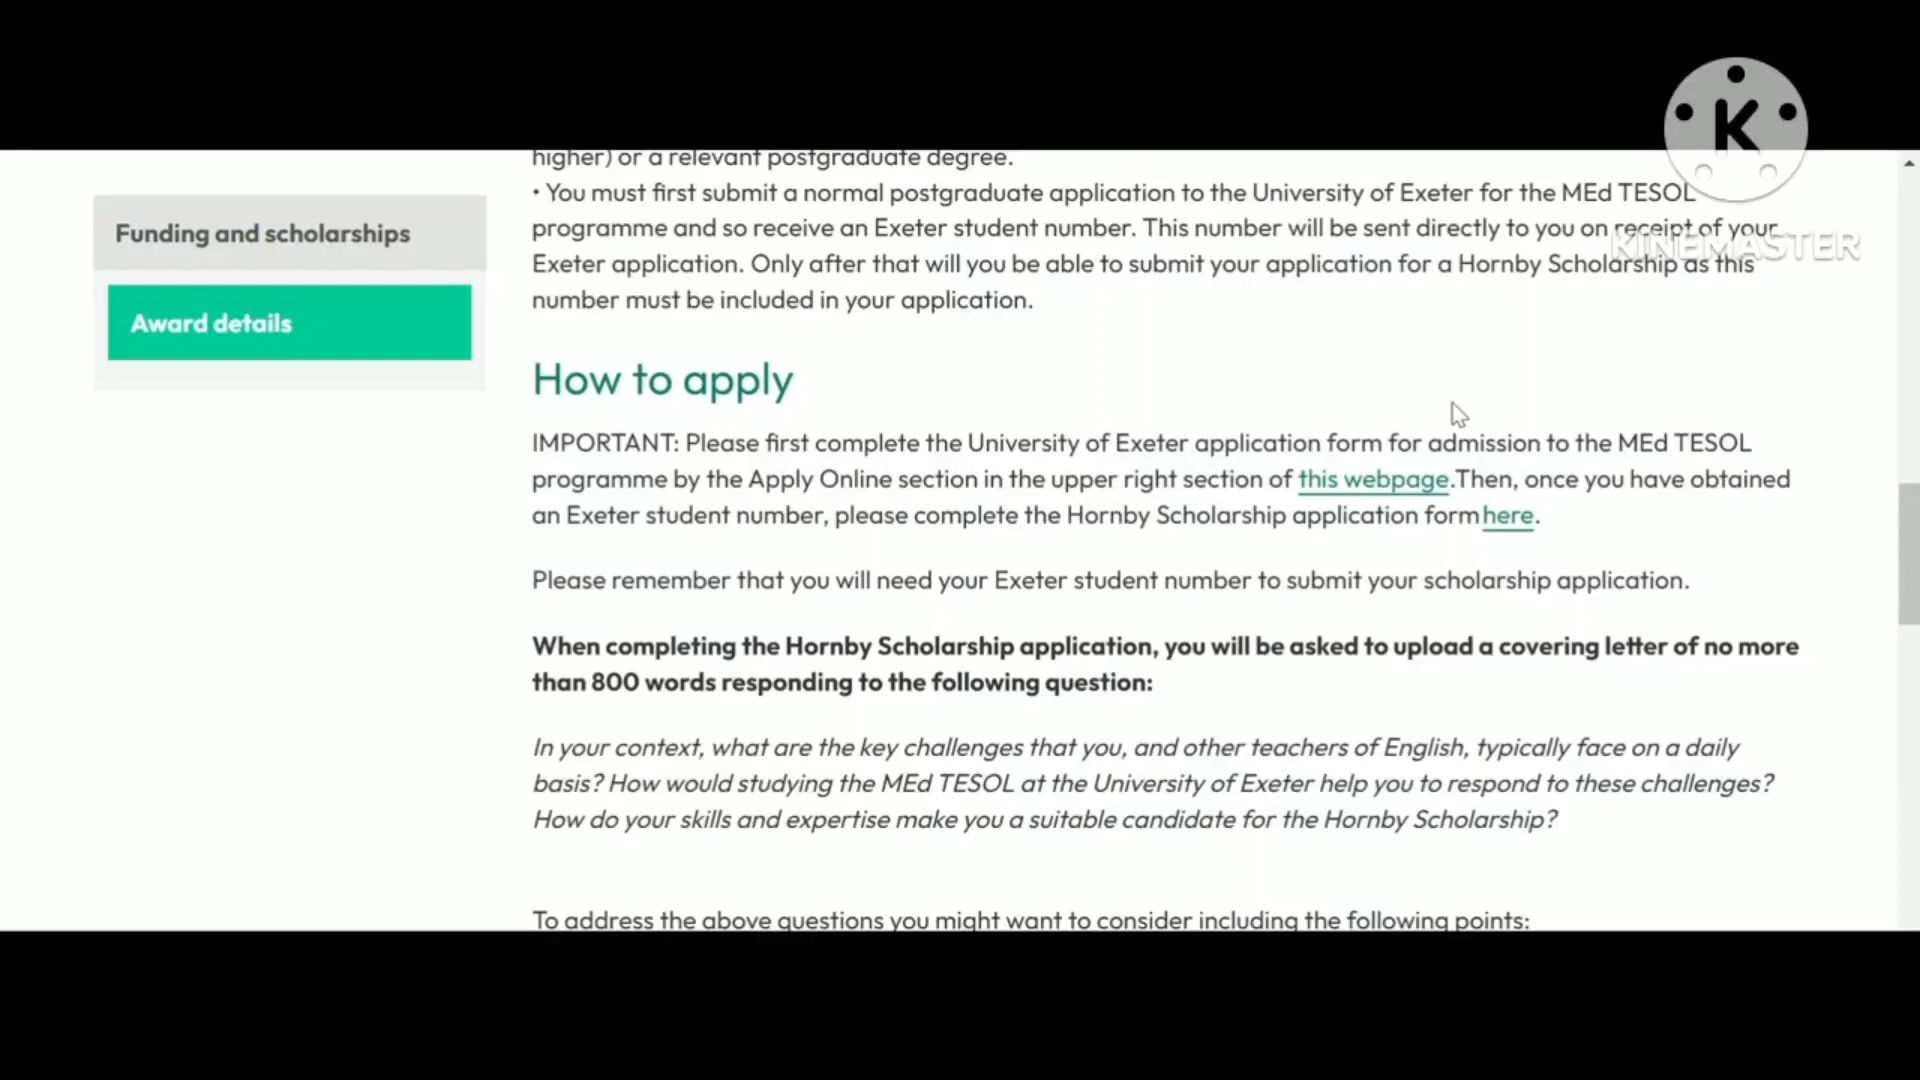 higher) or a relevant postgraduate degree.
• You must first submit a normal postgraduate application to the University of Exeter for the MEd TESOL
programme and so receive an Exeter student number. This number will be sent directly to you on receipt of your
Exeter application. Only after that will you be able to submit your application for a Hornby Scholarship as this
number must be included in your application.
K
KINEMASTER
Funding and scholarships
Award details
How to apply
IMPORTANT: Please first complete the University of Exeter application form for admission to the MEd TESOL
programme by the Apply Online section in the upper right section of this webpage.Then, once you have obtained
an Exeter student number, please complete the Hornby Scholarship application form here.
Please remember that you will need your Exeter student number to submit your scholarship application.
When completing the Hornby Scholarship application, you will be asked to upload a covering letter of no more
than 800 words responding to the following question:
In your context, what are the key challenges that you, and other teachers of English, typically face on a daily
basis? How would studying the MEd TESOL at the University of Exeter help you to respond to these challenges?
How do your skills and expertise make you a suitable candidate for the Hornby Scholarship?
To address the above questions you might want to consider including the following points: